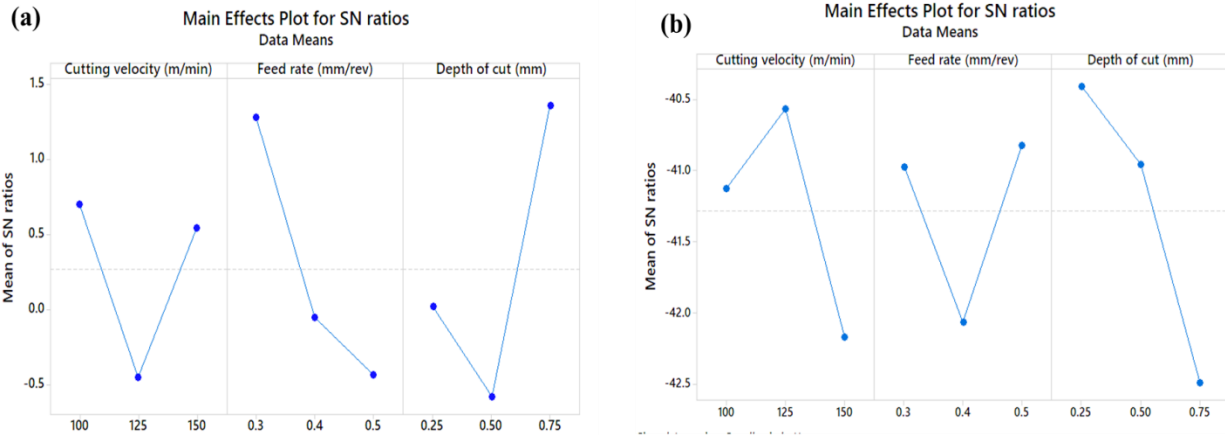 (a)
Main Effects Plot for SN ratios
Data Means
Cutting velocity (m/min) Feed rate (mm/rev) Depth of cut (mm)
Mean of SN ratios
1.5
1.0
0.5
0.0
-0.5
100 125 150 0.3 0.4 0.5 0.25 0.50 0.75
(b)
Main Effects Plot for SN ratios
Data Means
Cutting velocity (m/min) Feed rate (mm/rev) Depth of cut (mm)
Mean of SN ratios
-40.5
-41.0
-41.5
-42.0
-42.5
100 125 150 0.3 0.4 0.5 0.25 0.50 0.75